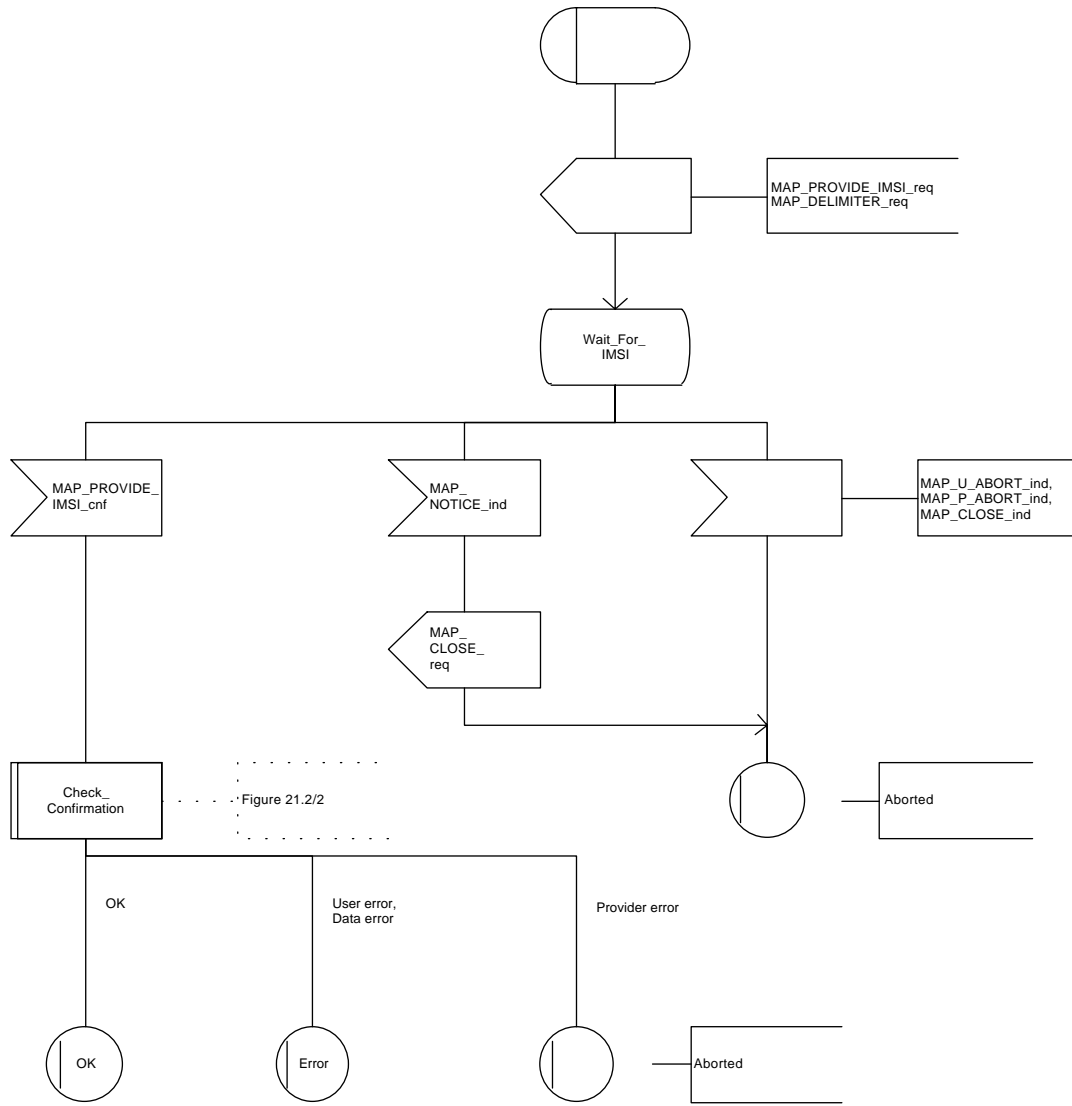 MAP_PROVIDE_IMSI_req
MAP_DELIMITER_req
Wait_For_
IMSI
MAP_PROVIDE_
IMSI_cnf
MAP_
NOTICE_ind
MAP_U_ABORT_ind,
MAP_P_ABORT_ind,
MAP_CLOSE_ind
MAP_
CLOSE_
req
Check_
Confirmation
Figure 21.2/2
Aborted
OK
User error,
Data error
Provider error
OK
Error
Aborted